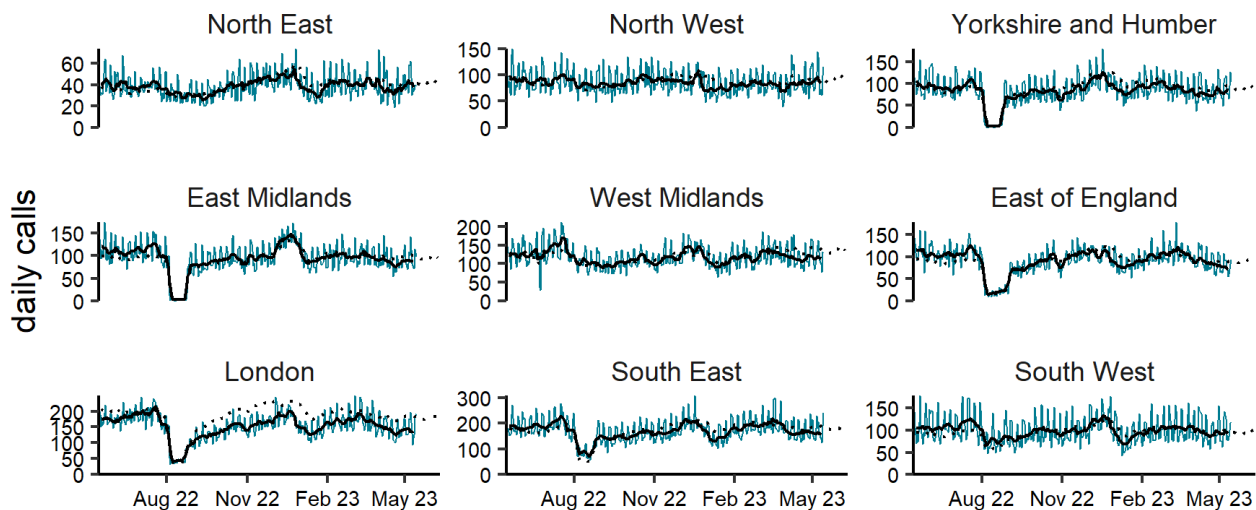 North East
North West
Yorkshire and Humber
60
40
20
0
150
100
50
0
150
100
50
0
East Midlands
West Midlands
East of England
daily calls
150
100
50
0
200
150
100
50
0
150
100
50
0
London
South East
South West
200
150
100
50
0
300
200
100
0
150
100
50
0
Aug 22 Nov 22 Feb 23 May 23
Aug 22 Nov 22 Feb 23 May 23
Aug 22 Nov 22 Feb 23 May 23